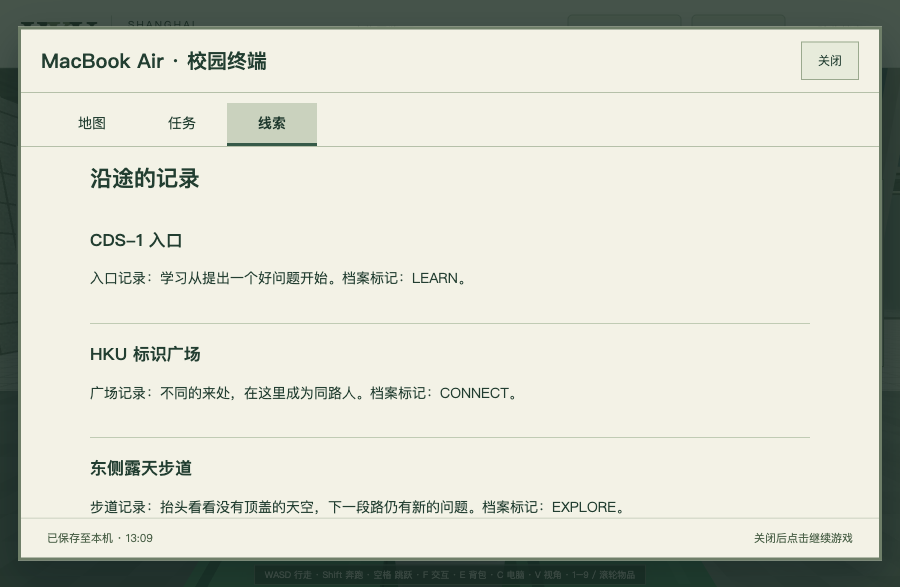 SHANGHAI
MacBook Air · 校园终端
关闭
地图
任务
线索
沿途的记录
CDS–1 入口
入口记录：学习从提出一个好问题开始。档案标记：LEARN。
HKU 标识广场
广场记录：不同的来处，在这里成为同路人。档案标记：CONNECT。
东侧露天步道
步道记录：抬头看看没有顶盖的天空，下一段路仍有新的问题。档案标记：EXPLORE。
已保存至本机 · 13:09
关闭后点击继续游戏
WASD 行走 · Shift 奔跑 · 空格 跳跃 · F 交互 · E 背包 · C 电脑 · V 视角 · 1–9 / 滚轮物品